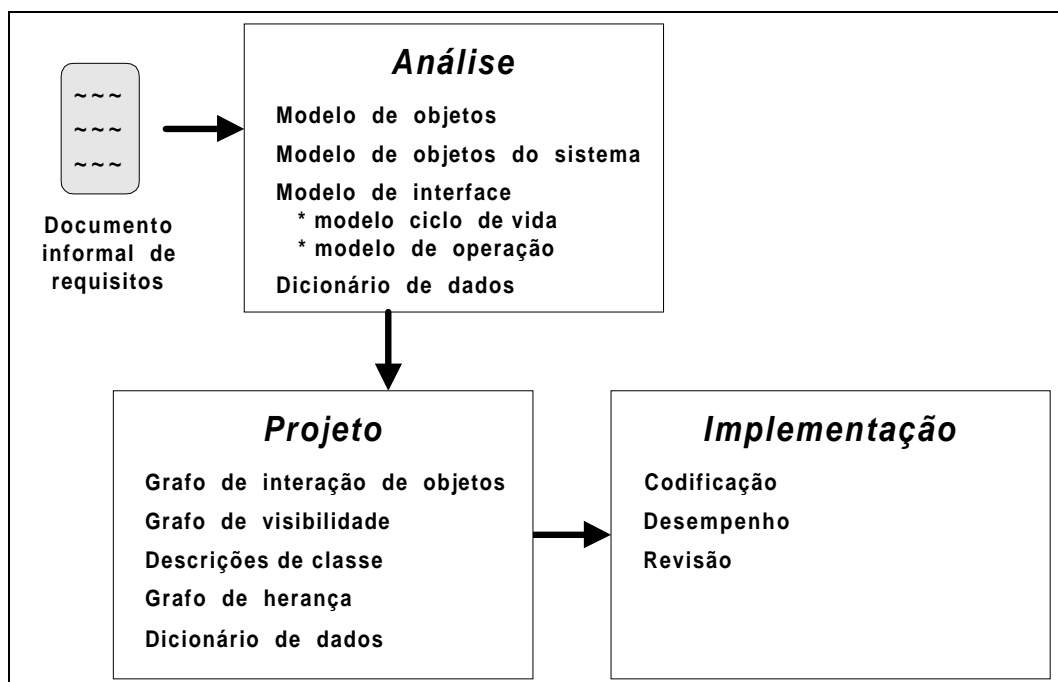 ~~~
~~~
~~~
Documento
informal de
requisitos
Análise
Modelo de objetos
Modelo de objetos do sistema
Modelo de interface
* modelo ciclo de vida
* modelo de operação
Dicionário de dados
Projeto
Grafo de interação de objetos
Grafo de visibilidade
Descrições de classe
Grafo de herança
Dicionário de dados
Implementação
Codificação
Desempenho
Revisão